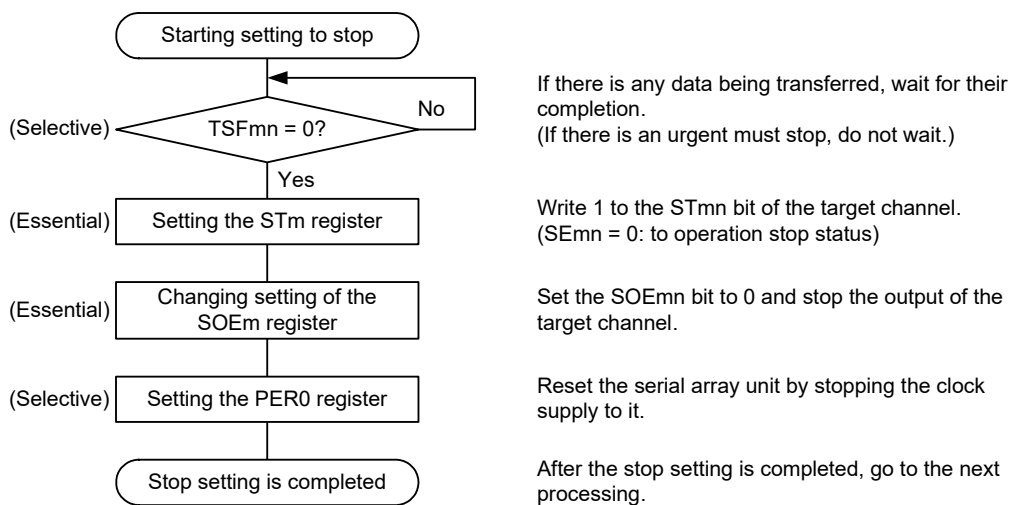 Starting setting to stop
No
If there is any data being transferred, wait for their
completion.
(If there is an urgent must stop, do not wait.)
(Selective)
TSFmn = 0?
Yes
(Essential)
Setting the STm register
Write 1 to the STmn bit of the target channel.
(SEmn = 0: to operation stop status)
(Essential)
Changing setting of the
SOEm register
Set the SOEmn bit to 0 and stop the output of the
target channel.
(Selective)
Setting the PER0 register
Reset the serial array unit by stopping the clock
supply to it.
Stop setting is completed
After the stop setting is completed, go to the next
processing.